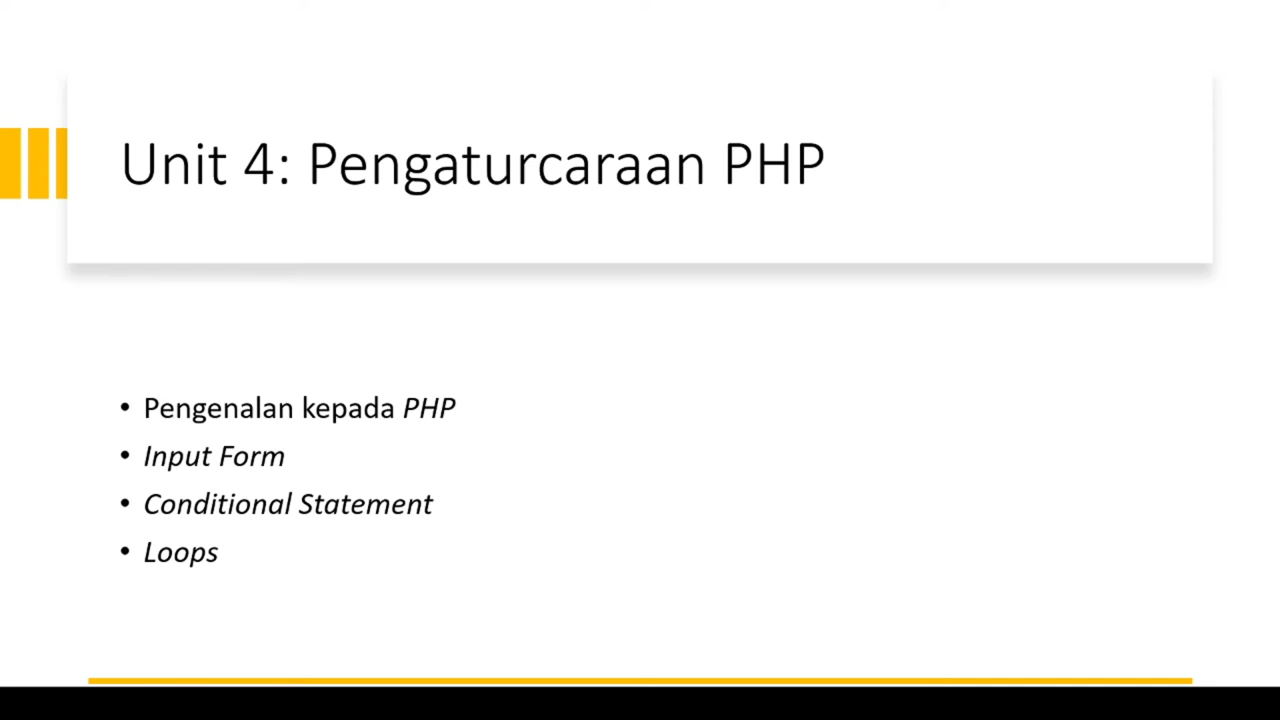 Unit 4: Pengaturcaraan PHP
• Pengenalan kepada PHP
• Input Form
• Conditional Statement
• Loops